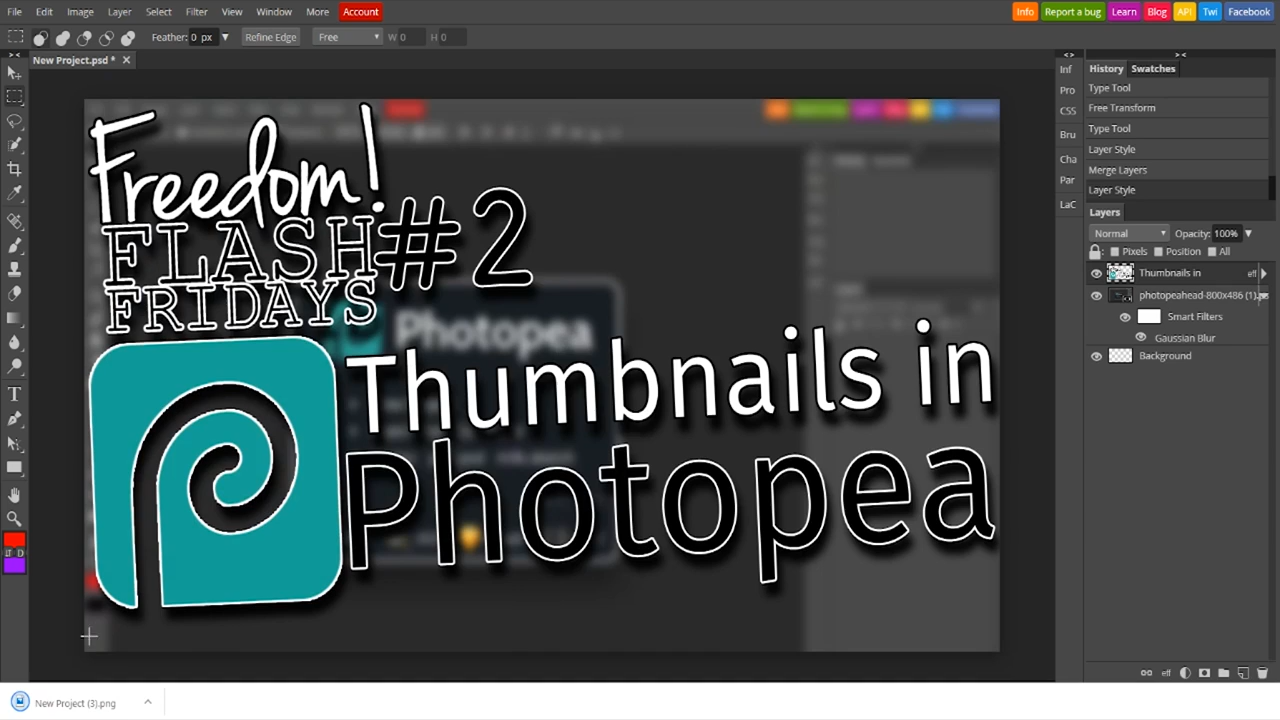 File Edit Image Layer Select Filter View Window More Account Info Report a bug Learn Blog API Twi Facebook
Feather: 0 px Refine Edge Free W 0 H 0
New Project.psd *
Inf
Pro
CSS
Bru
Cha
Par
LaC
History Swatches
Type Tool
Free Transform
Type Tool
Layer Style
Merge Layers
Layer Style
Layers
Normal Opacity: 100%
Pixels Position All
Thumbnails in eff
photopeahead-800x486 (1)
Smart Filters
Gaussian Blur
Background
Freedom!
FLASH #2
FRIDAYS
Photopea
Thumbnails in
Photopea
eff
New Project (3).png